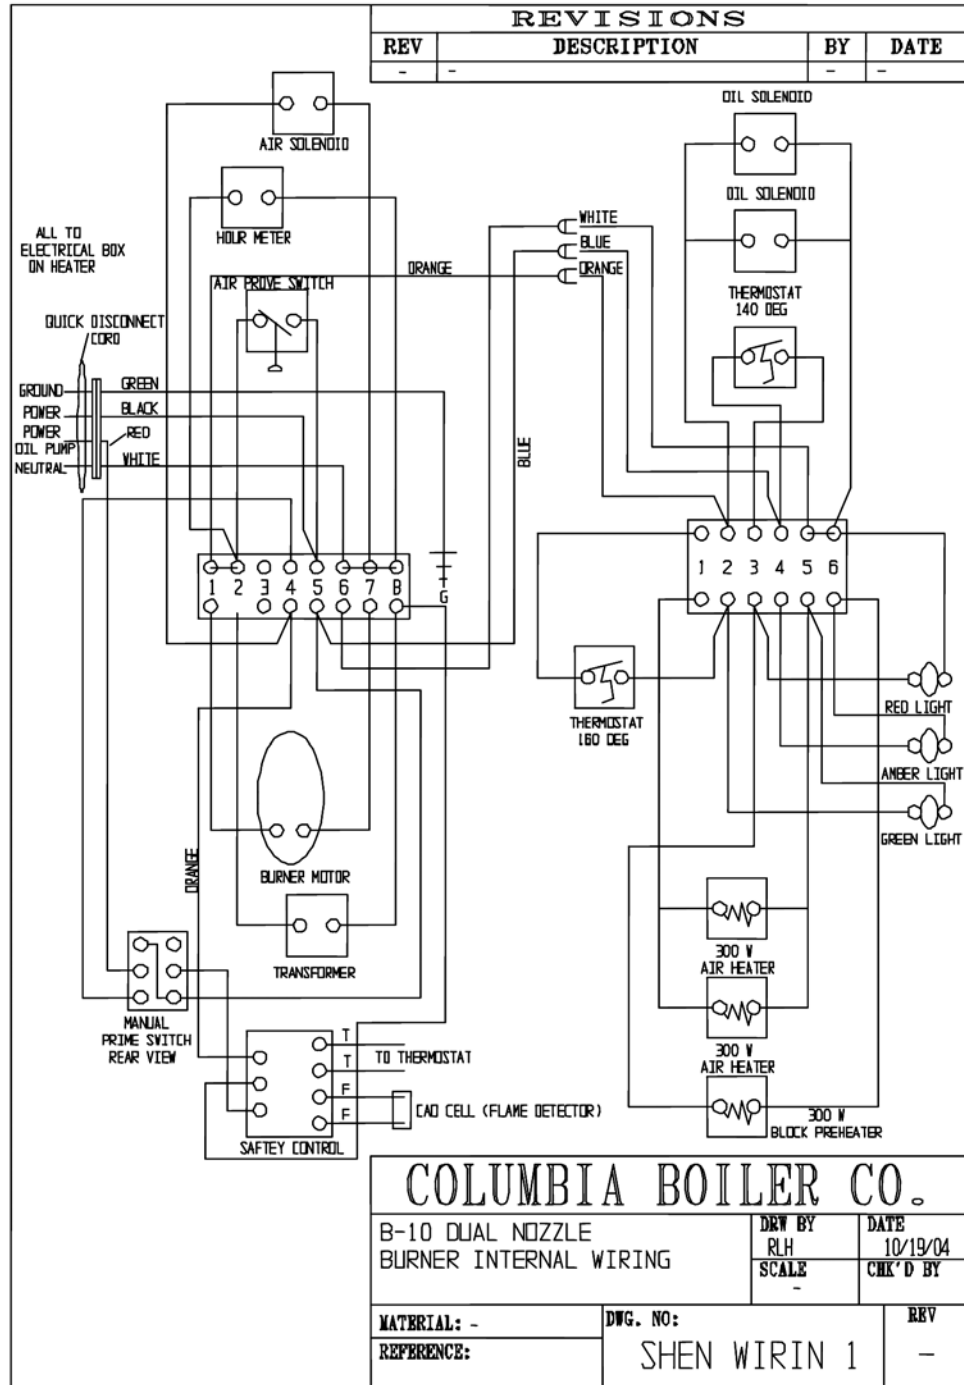 REVISIONS
REV DESCRIPTION BY DATE
- - - -
AIR SOLENOID
HOUR METER
ALL TO
ELECTRICAL BOX
ON HEATER
AIR PROVE SWITCH
ORANGE
WHITE
BLUE
ORANGE
OIL SOLENOID
OIL SOLENOID
THERMOSTAT
140 DEG
QUICK DISCONNECT
CORD
GROUND
GREEN
POWER
BLACK
POWER
OIL PUMP
RED
NEUTRAL
WHITE
BLUE
1 2 3 4 5 6 7 8
G
1 2 3 4 5 6
THERMOSTAT
160 DEG
RED LIGHT
AMBER LIGHT
GREEN LIGHT
ORANGE
BURNER MOTOR
TRANSFORMER
MANUAL
PRIME SWITCH
REAR VIEW
300 W
AIR HEATER
300 W
AIR HEATER
300 W
BLOCK PREHEATER
T
T
TO THERMOSTAT
F
F
CAD CELL (FLAME DETECTOR)
SAFTEY CONTROL
COLUMBIA BOILER CO.
B-10 DUAL NOZZLE
BURNER INTERNAL WIRING
DRW BY
RLH
DATE
10/19/04
SCALE
-
CHK'D BY
MATERIAL: -
REFERENCE:
DWG. NO:
SHEN WIRIN 1
REV
-